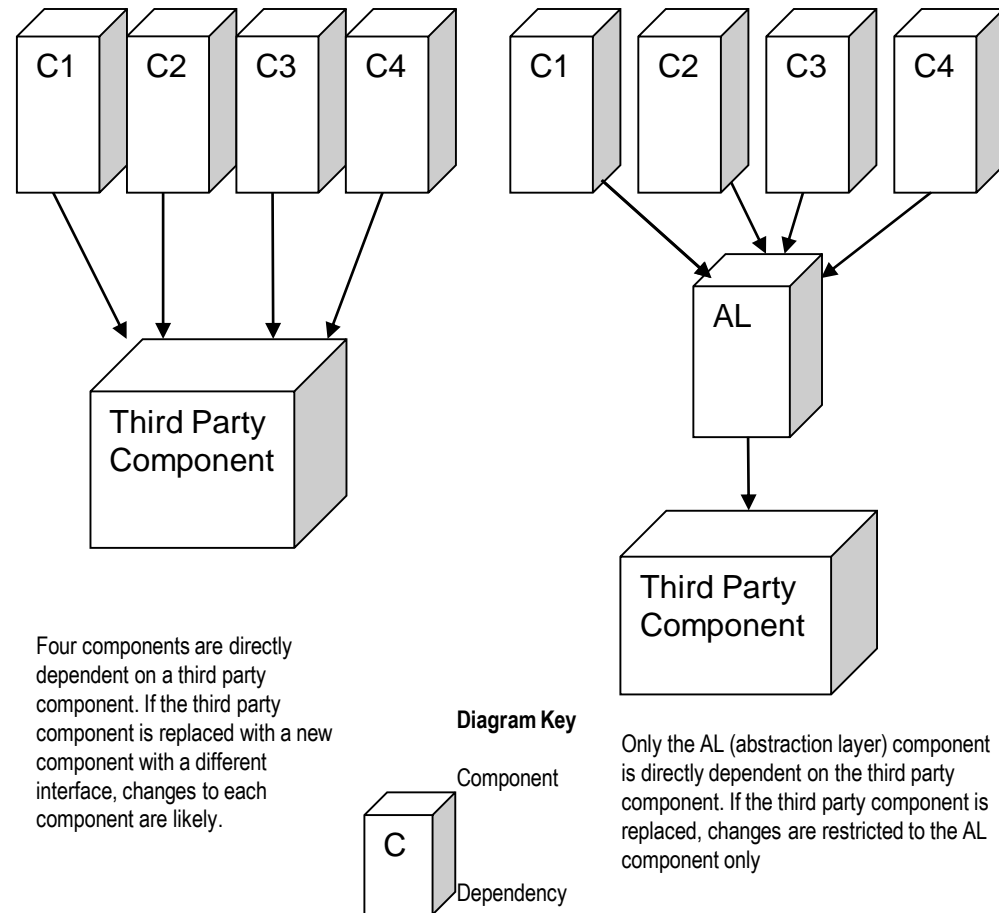 C1
C2
C3
C4
Third Party
Component
C1
C2
C3
C4
AL
Third Party
Component
Four components are directly
dependent on a third party
component. If the third party
component is replaced with a new
component with a different
interface, changes to each
component are likely.
Diagram Key
Component
C
Dependency
Only the AL (abstraction layer) component
is directly dependent on the third party
component. If the third party component is
replaced, changes are restricted to the AL
component only